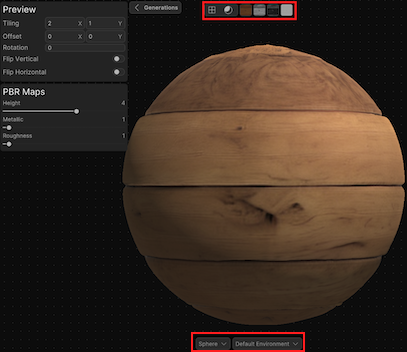 Preview
Tiling 2 X 1 Y
Offset 0 X 0 Y
Rotation 0
Flip Vertical
Flip Horizontal
PBR Maps
Height 4
Metallic 1
Roughness 1
Generations
Sphere Default Environment